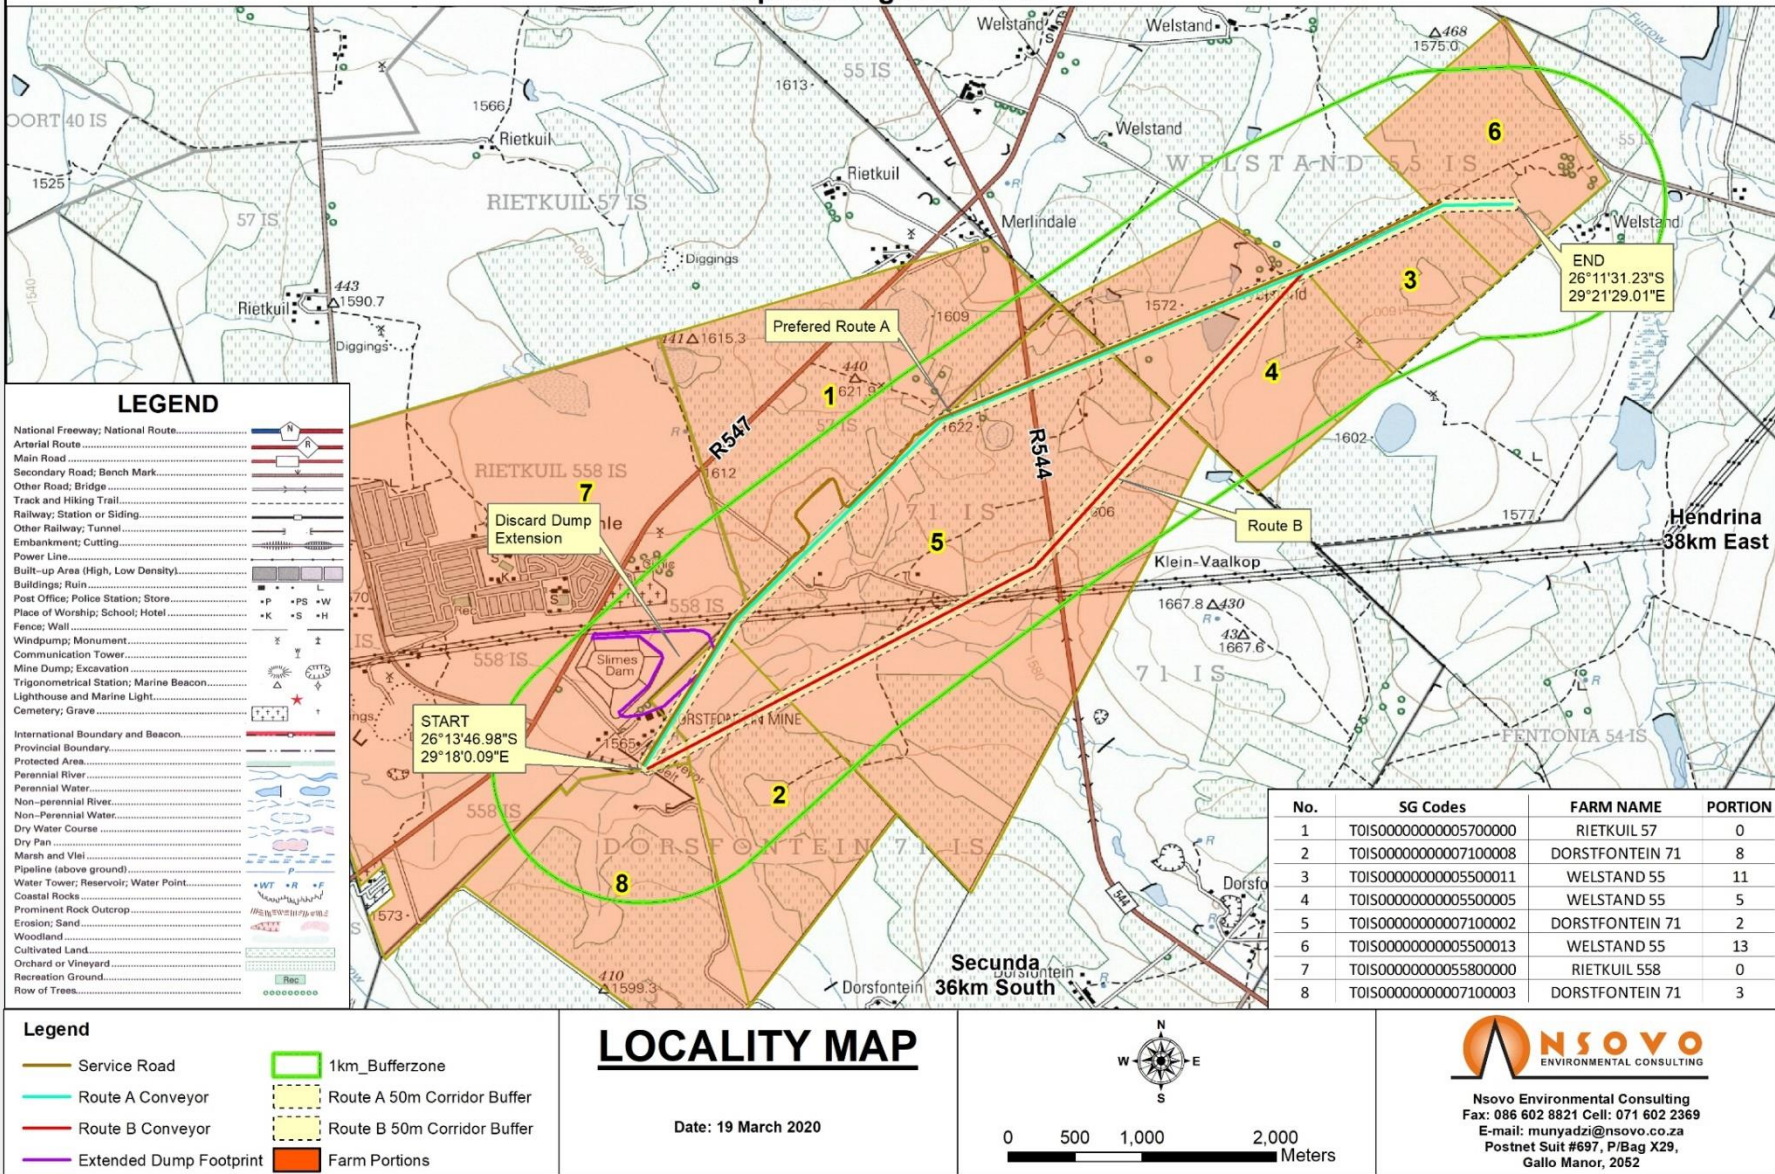 Welstand
Welstand
468
1575.0
Furrow
55 IS
1613
OORT 40 IS
1566
Rietkuil
Welstand
6
55 IS
1525
Rietkuil
WELSTAND 55 IS
RIETKUIL 57 IS
R
57 IS
Merlindale
Welstand
Diggings
1600
END
26°11'31.23"S
29°21'29.01"E
3
443
1590.7
1540
Rietkuil
1572
1609
Prefered Route A
Diggings
441 1615.3
440
4
1
R547
57 IS
1622
R544
1602
R
RIETKUIL 558 IS
1612
7
71 IS
Discard Dump
Extension
Route B
1577
Hendrina
38km East
5
Klein-Vaalkop
Rec
558 IS
1667.8 430
R
43
1667.6
558 IS
Slimes
Dam
71 IS
START
26°13'46.98"S
29°18'0.09"E
1565
1580
FENTONIA 54 IS
R
2
558 IS
DORSFONTEIN 71 IS
8
1573
544
R
410
1599.3
Dorsfontein
Secunda
36km South
Dorsfontein
R
LEGEND
National Freeway; National Route
N
Arterial Route
R
Main Road
Secondary Road; Bench Mark
Other Road; Bridge
Track and Hiking Trail
Railway; Station or Siding
Other Railway; Tunnel
Embankment; Cutting
Power Line
Built-up Area (High, Low Density)
Buildings; Ruin
Post Office; Police Station; Store
•P •PS •W
Place of Worship; School; Hotel
•K •S •H
Fence; Wall
Windpump; Monument
Communication Tower
Mine Dump; Excavation
Trigonometrical Station; Marine Beacon
Lighthouse and Marine Light
Cemetery; Grave
International Boundary and Beacon
Provincial Boundary
Protected Area
Perennial River
Perennial Water
Non-perennial River
Non-Perennial Water
Dry Water Course
Dry Pan
Marsh and Vlei
Pipeline (above ground)
P
Water Tower; Reservoir; Water Point
•WT •R •F
Coastal Rocks
Prominent Rock Outcrop
Erosion; Sand
Woodland
Cultivated Land
Orchard or Vineyard
Recreation Ground
Rec
Row of Trees
No. SG Codes FARM NAME PORTION
1 T0IS00000000005700000 RIETKUIL 57 0
2 T0IS00000000007100008 DORSTFONTEIN 71 8
3 T0IS00000000005500011 WELSTAND 55 11
4 T0IS00000000005500005 WELSTAND 55 5
5 T0IS00000000007100002 DORSTFONTEIN 71 2
6 T0IS00000000005500013 WELSTAND 55 13
7 T0IS00000000055800000 RIETKUIL 558 0
8 T0IS00000000007100003 DORSTFONTEIN 71 3
Legend
Service Road
Route A Conveyor
Route B Conveyor
Extended Dump Footprint
1km_Bufferzone
Route A 50m Corridor Buffer
Route B 50m Corridor Buffer
Farm Portions
LOCALITY MAP
Date: 19 March 2020
N
W E
S
0 500 1,000 2,000
Meters
NSOVO
ENVIRONMENTAL CONSULTING
Nsovo Environmental Consulting
Fax: 086 602 8821 Cell: 071 602 2369
E-mail: munyadzi@nsovo.co.za
Postnet Suit #697, P/Bag X29,
Gallo Manor, 2052